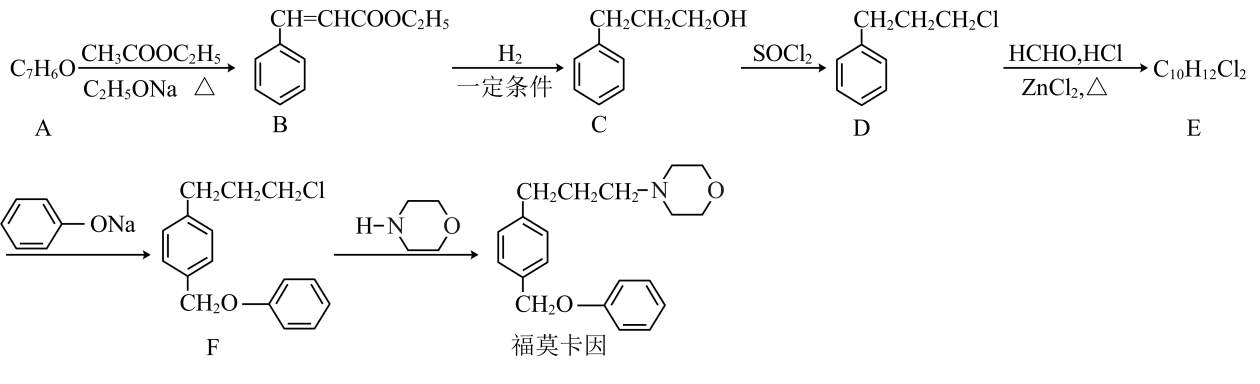 CH=CHCOOC₂H₅
CH₂CH₂CH₂OH
CH₂CH₂CH₂Cl
C₇H₆O
CH₃COOC₂H₅
C₂H₅ONa △
H₂
一定条件
SOCl₂
HCHO,HCl
ZnCl₂,△
C₁₀H₁₂Cl₂
A
B
C
D
E
ONa
CH₂CH₂CH₂Cl
H-N
O
CH₂CH₂CH₂-N
O
CH₂O
CH₂O
F
福莫卡因